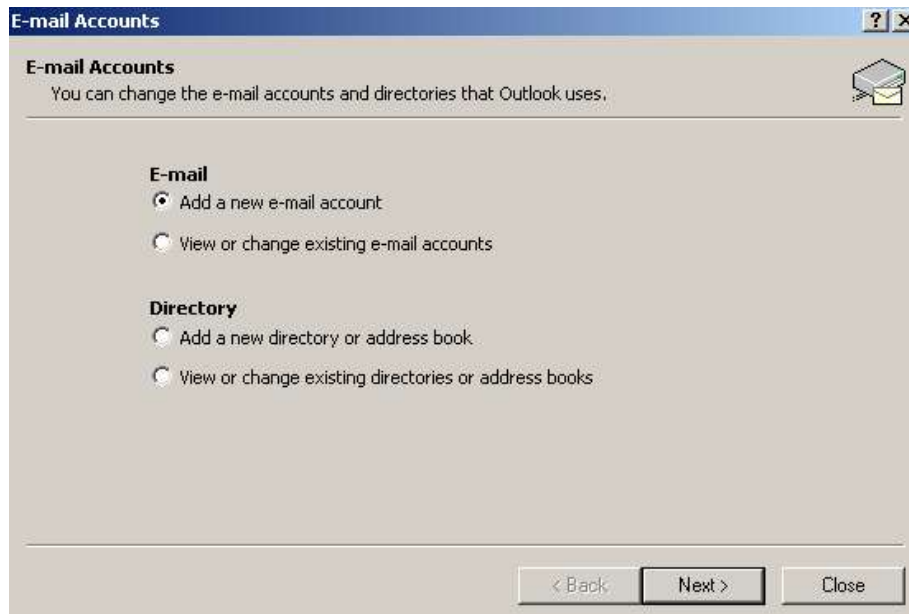 E-mail Accounts
E-mail Accounts
You can change the e-mail accounts and directories that Outlook uses.
E-mail
Add a new e-mail account
View or change existing e-mail accounts
Directory
Add a new directory or address book
View or change existing directories or address books
< Back Next > Close